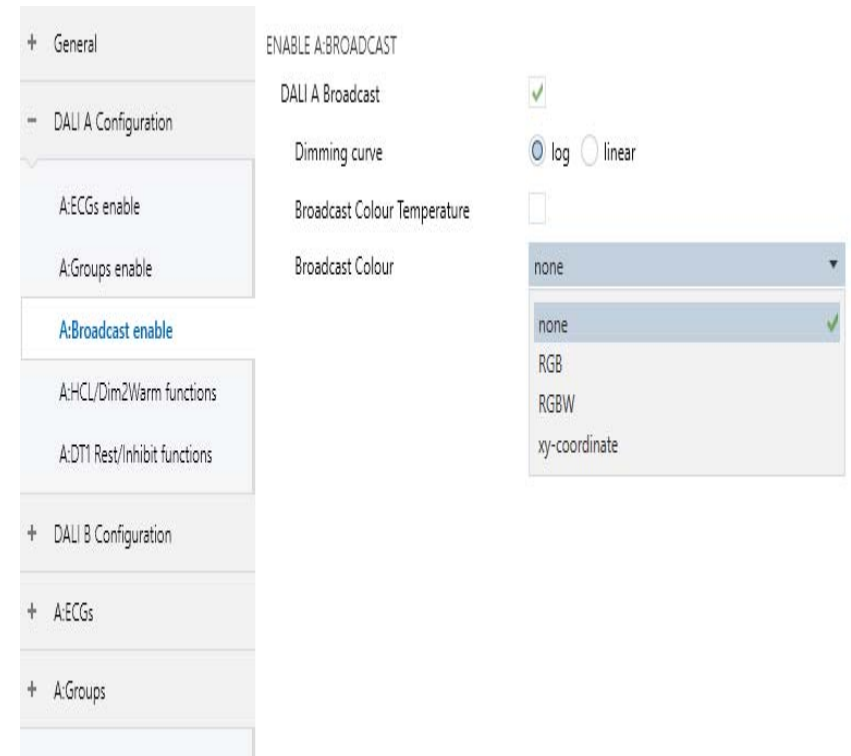 + General
− DALI A Configuration
A:ECGs enable
A:Groups enable
A:Broadcast enable
A:HCL/Dim2Warm functions
A:DT1 Rest/Inhibit functions
+ DALI B Configuration
+ A:ECGs
+ A:Groups
ENABLE A:BROADCAST
DALI A Broadcast
Dimming curve log linear
Broadcast Colour Temperature
Broadcast Colour none
none
RGB
RGBW
xy-coordinate